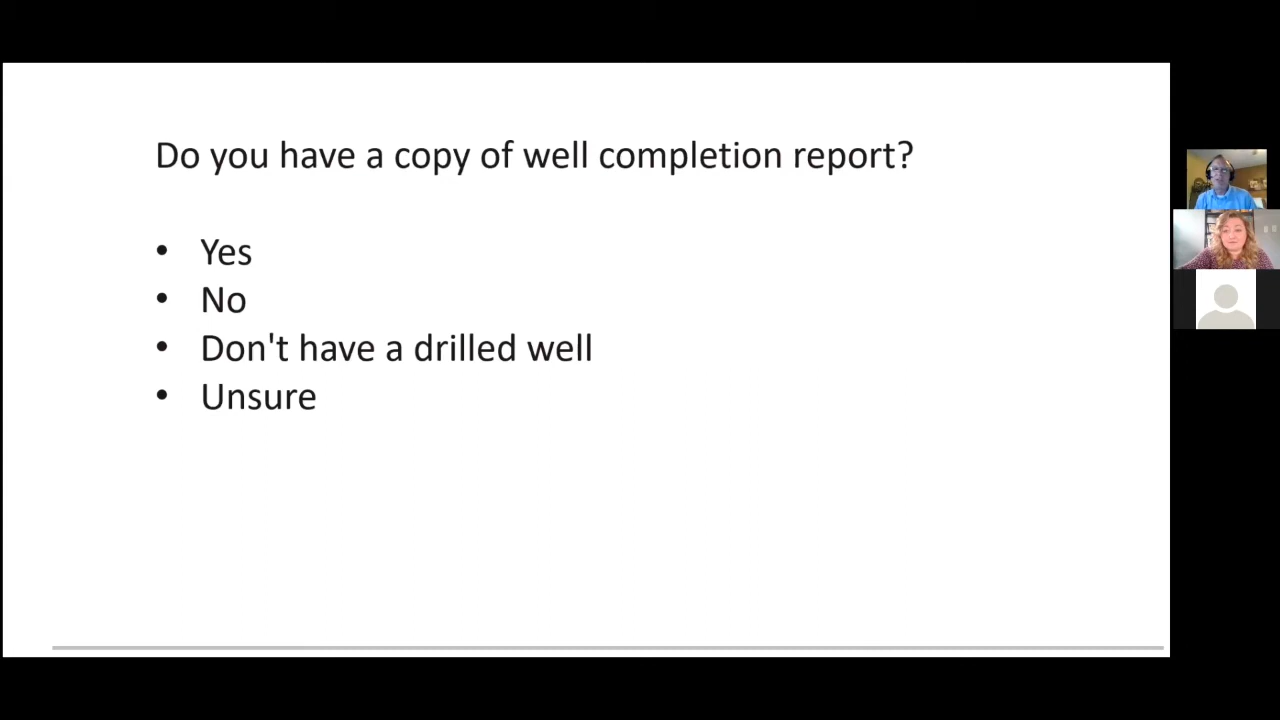 Do you have a copy of well completion report?
• Yes
• No
• Don't have a drilled well
• Unsure